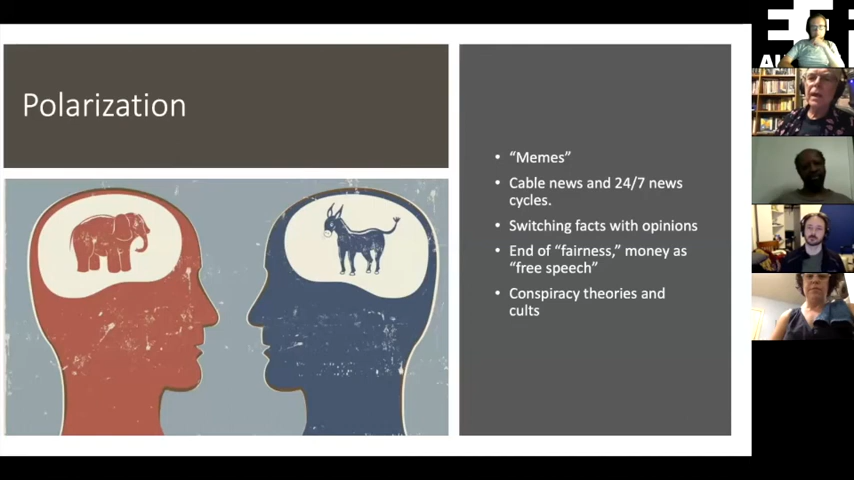 Polarization
• “Memes”
• Cable news and 24/7 news
cycles.
• Switching facts with opinions
• End of “fairness,” money as
“free speech”
• Conspiracy theories and
cults